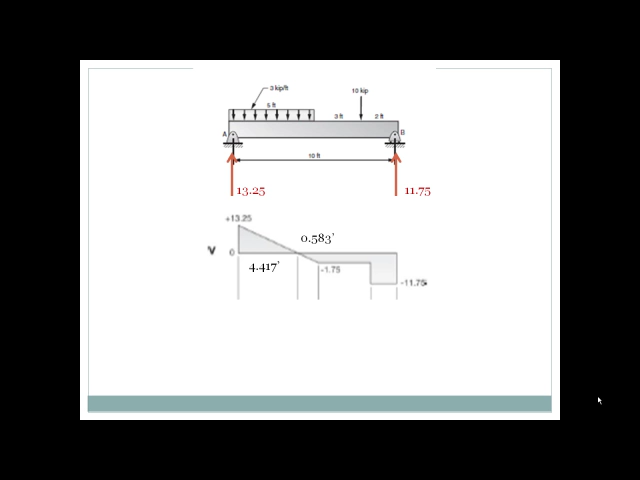 3 kip/ft
10 kip
5 ft
3 ft
2 ft
A
B
10 ft
13.25
11.75
+13.25
0.583'
V
0
4.417'
-1.75
-11.75